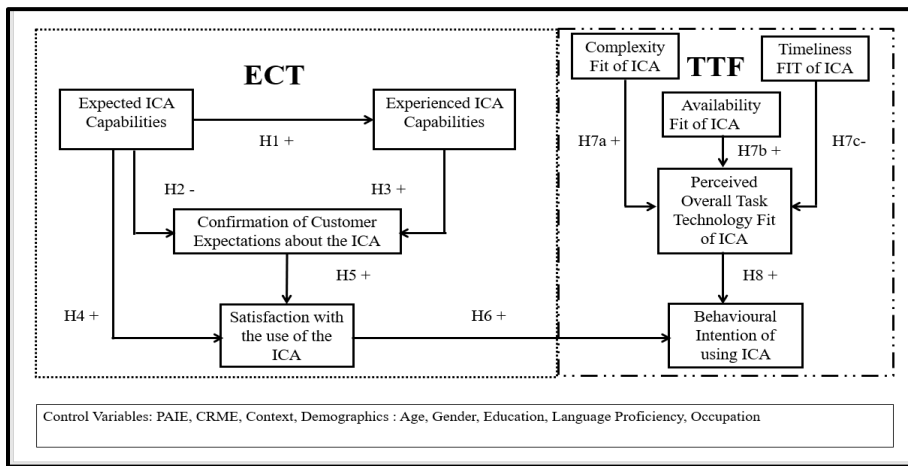 ECT
Expected ICA
Capabilities
H1 +
Experienced ICA
Capabilities
H2 -
H3 +
Confirmation of Customer
Expectations about the ICA
H5 +
H4 +
Satisfaction with
the use of the
ICA
H6 +
TTF
Complexity
Fit of ICA
Timeliness
FIT of ICA
Availability
Fit of ICA
H7a +
H7b +
H7c-
Perceived
Overall Task
Technology Fit
of ICA
H8 +
Behavioural
Intention of
using ICA
Control Variables: PAIE, CRME, Context, Demographics : Age, Gender, Education, Language Proficiency, Occupation